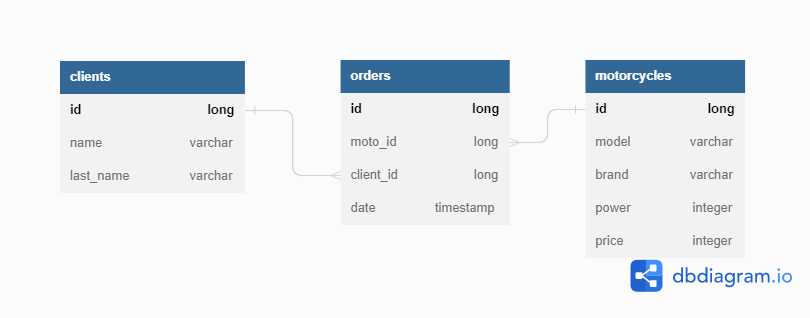 clients
id long
name varchar
last_name varchar
orders
id long
moto_id long
client_id long
date timestamp
motorcycles
id long
model varchar
brand varchar
power integer
price integer
dbdiagram.io